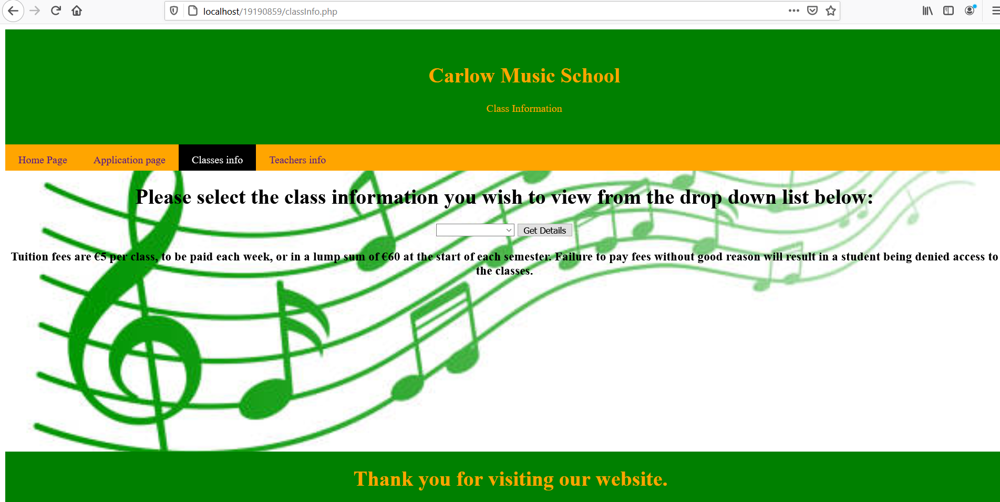 localhost/19190859/classInfo.php
Carlow Music School
Class Information
Home Page Application page Classes info Teachers info
Please select the class information you wish to view from the drop down list below:
Get Details
Tuition fees are €5 per class, to be paid each week, or in a lump sum of €60 at the start of each semester. Failure to pay fees without good reason will result in a student being denied access to
the classes.
Thank you for visiting our website.